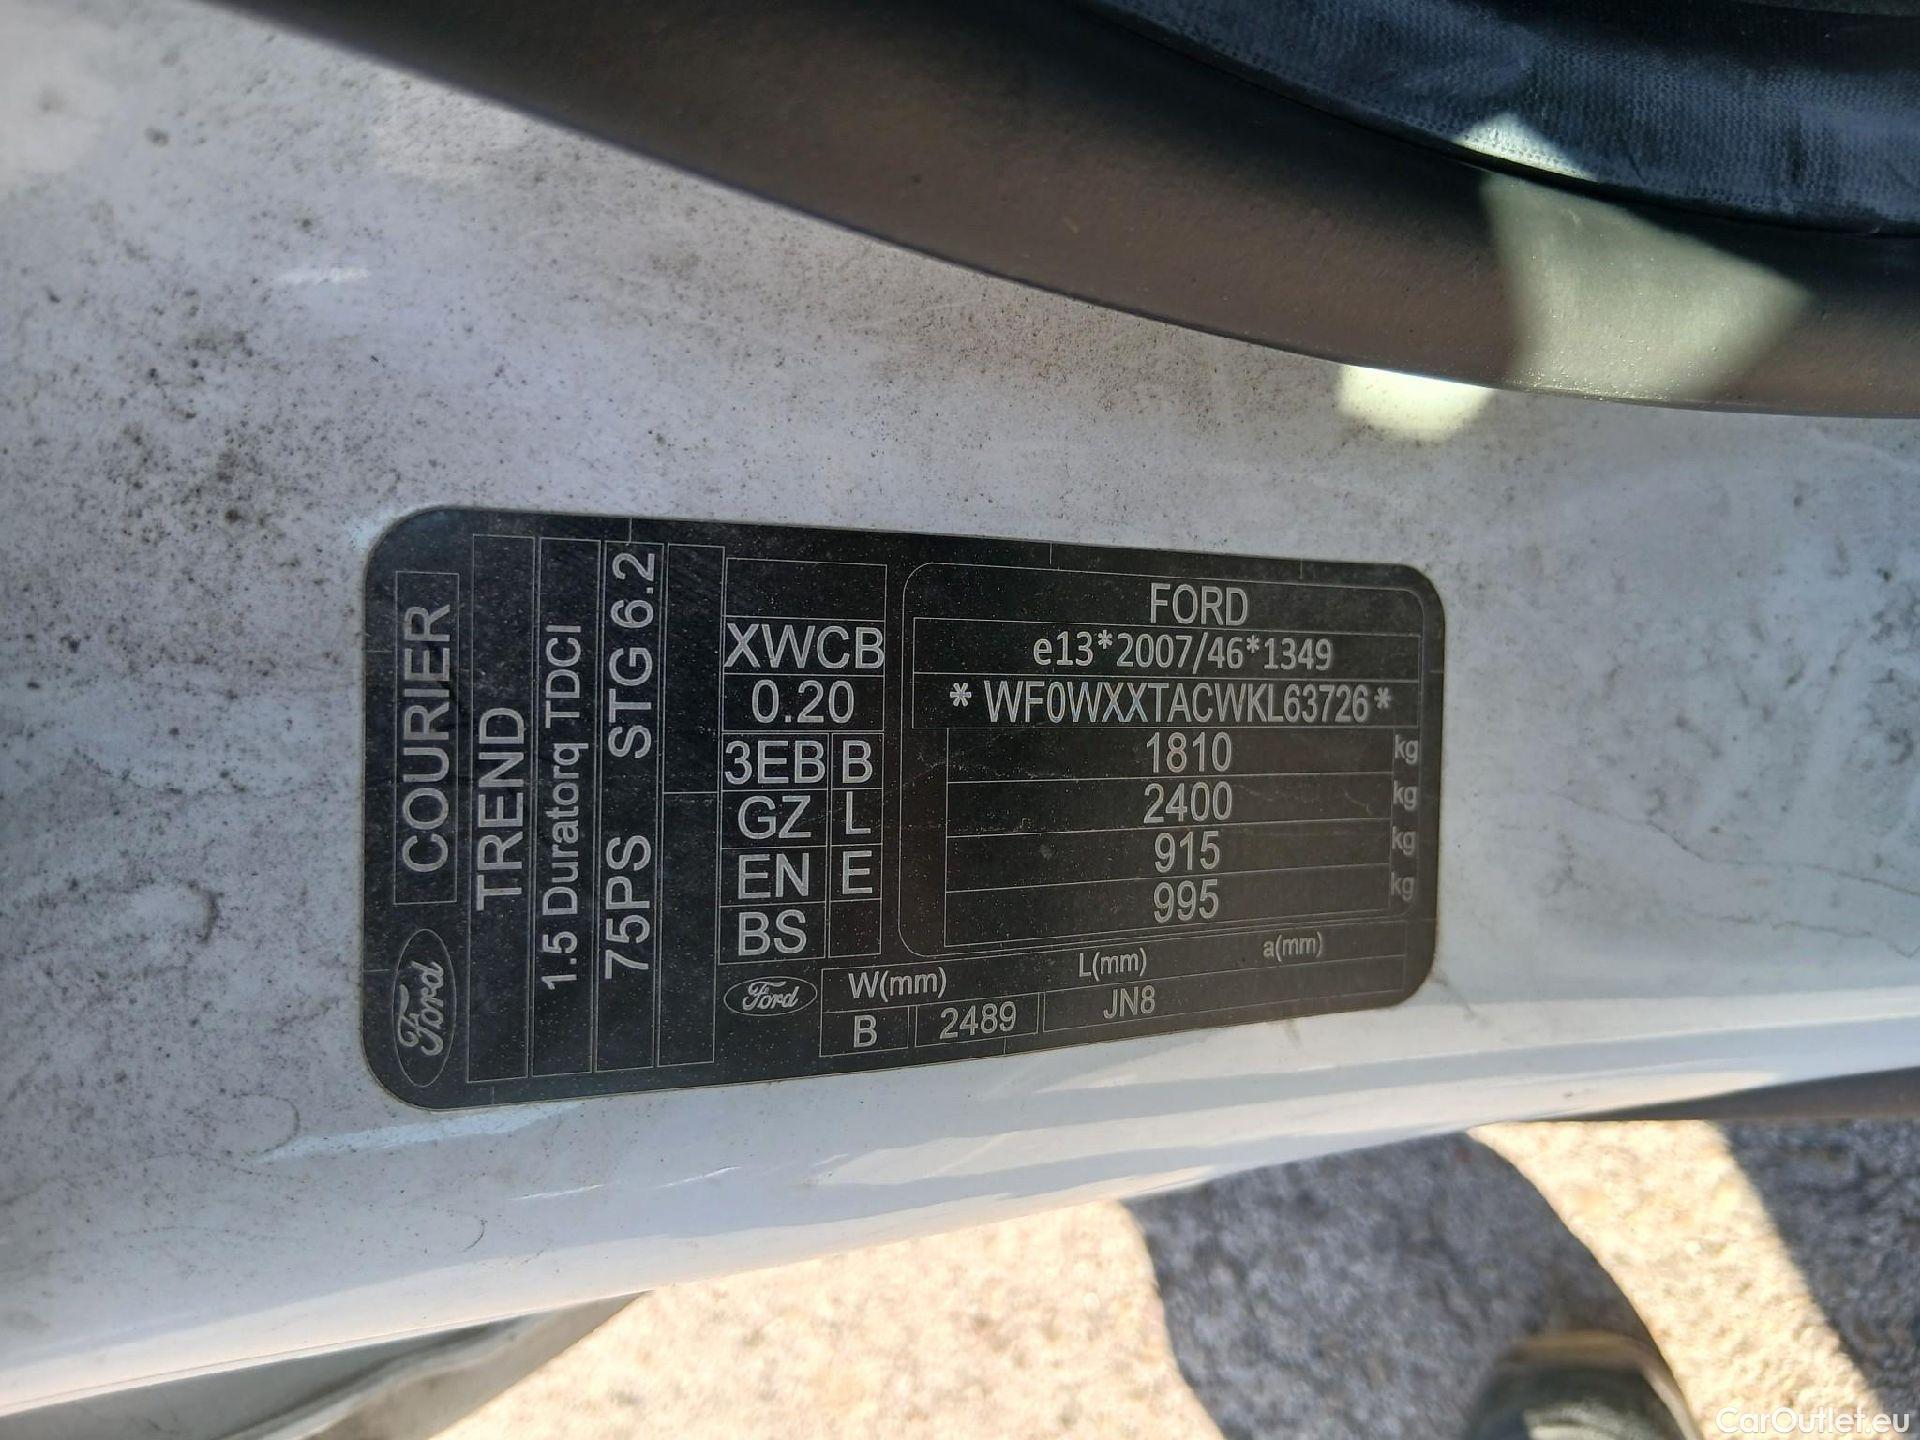 Ford COURIER
TREND
1.5 Duratorq TDCI
75PS STG 6.2
XWCB
0.20
3EB B
GZ L
EN E
BS
FORD
e13*2007/46*1349
*WF0WXXTACWKL63726*
1810 kg
2400 kg
915 kg
995 kg
Ford
W(mm) L(mm) a(mm)
B 2489 JN8
CarOutlet.eu